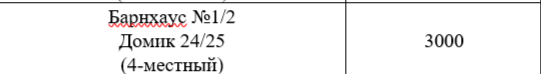 Барнхаус №1/2
Домик 24/25
3000
(4-местный)